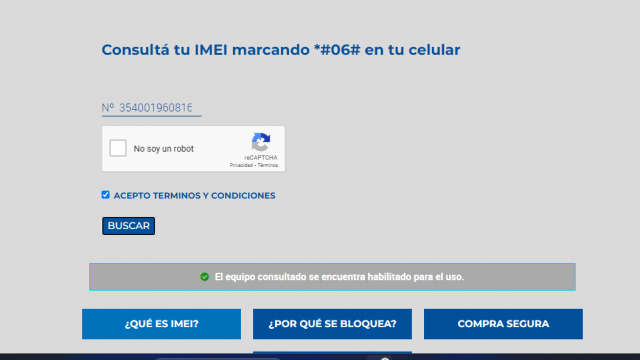 Consultá tu IMEI marcando *#06# en tu celular
Nº 354001960816
No soy un robot
reCAPTCHA
Privacidad - Términos
ACEPTO TERMINOS Y CONDICIONES
BUSCAR
El equipo consultado se encuentra habilitado para el uso.
¿QUÉ ES IMEI?
¿POR QUÉ SE BLOQUEA?
COMPRA SEGURA